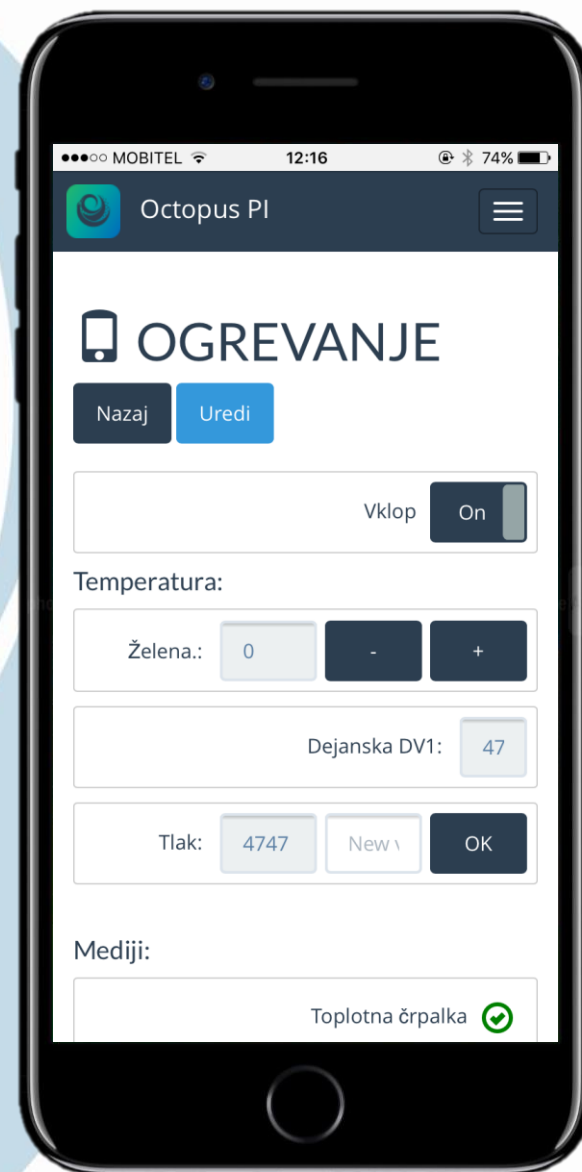 MOBITEL 12:16 74%
Octopus PI
OGREVANJE
Nazaj Uredi
Vklop On
Temperatura:
Želena.: 0 - +
Dejanska DV1: 47
Tlak: 4747 New OK
Mediji:
Toplotna črpalka